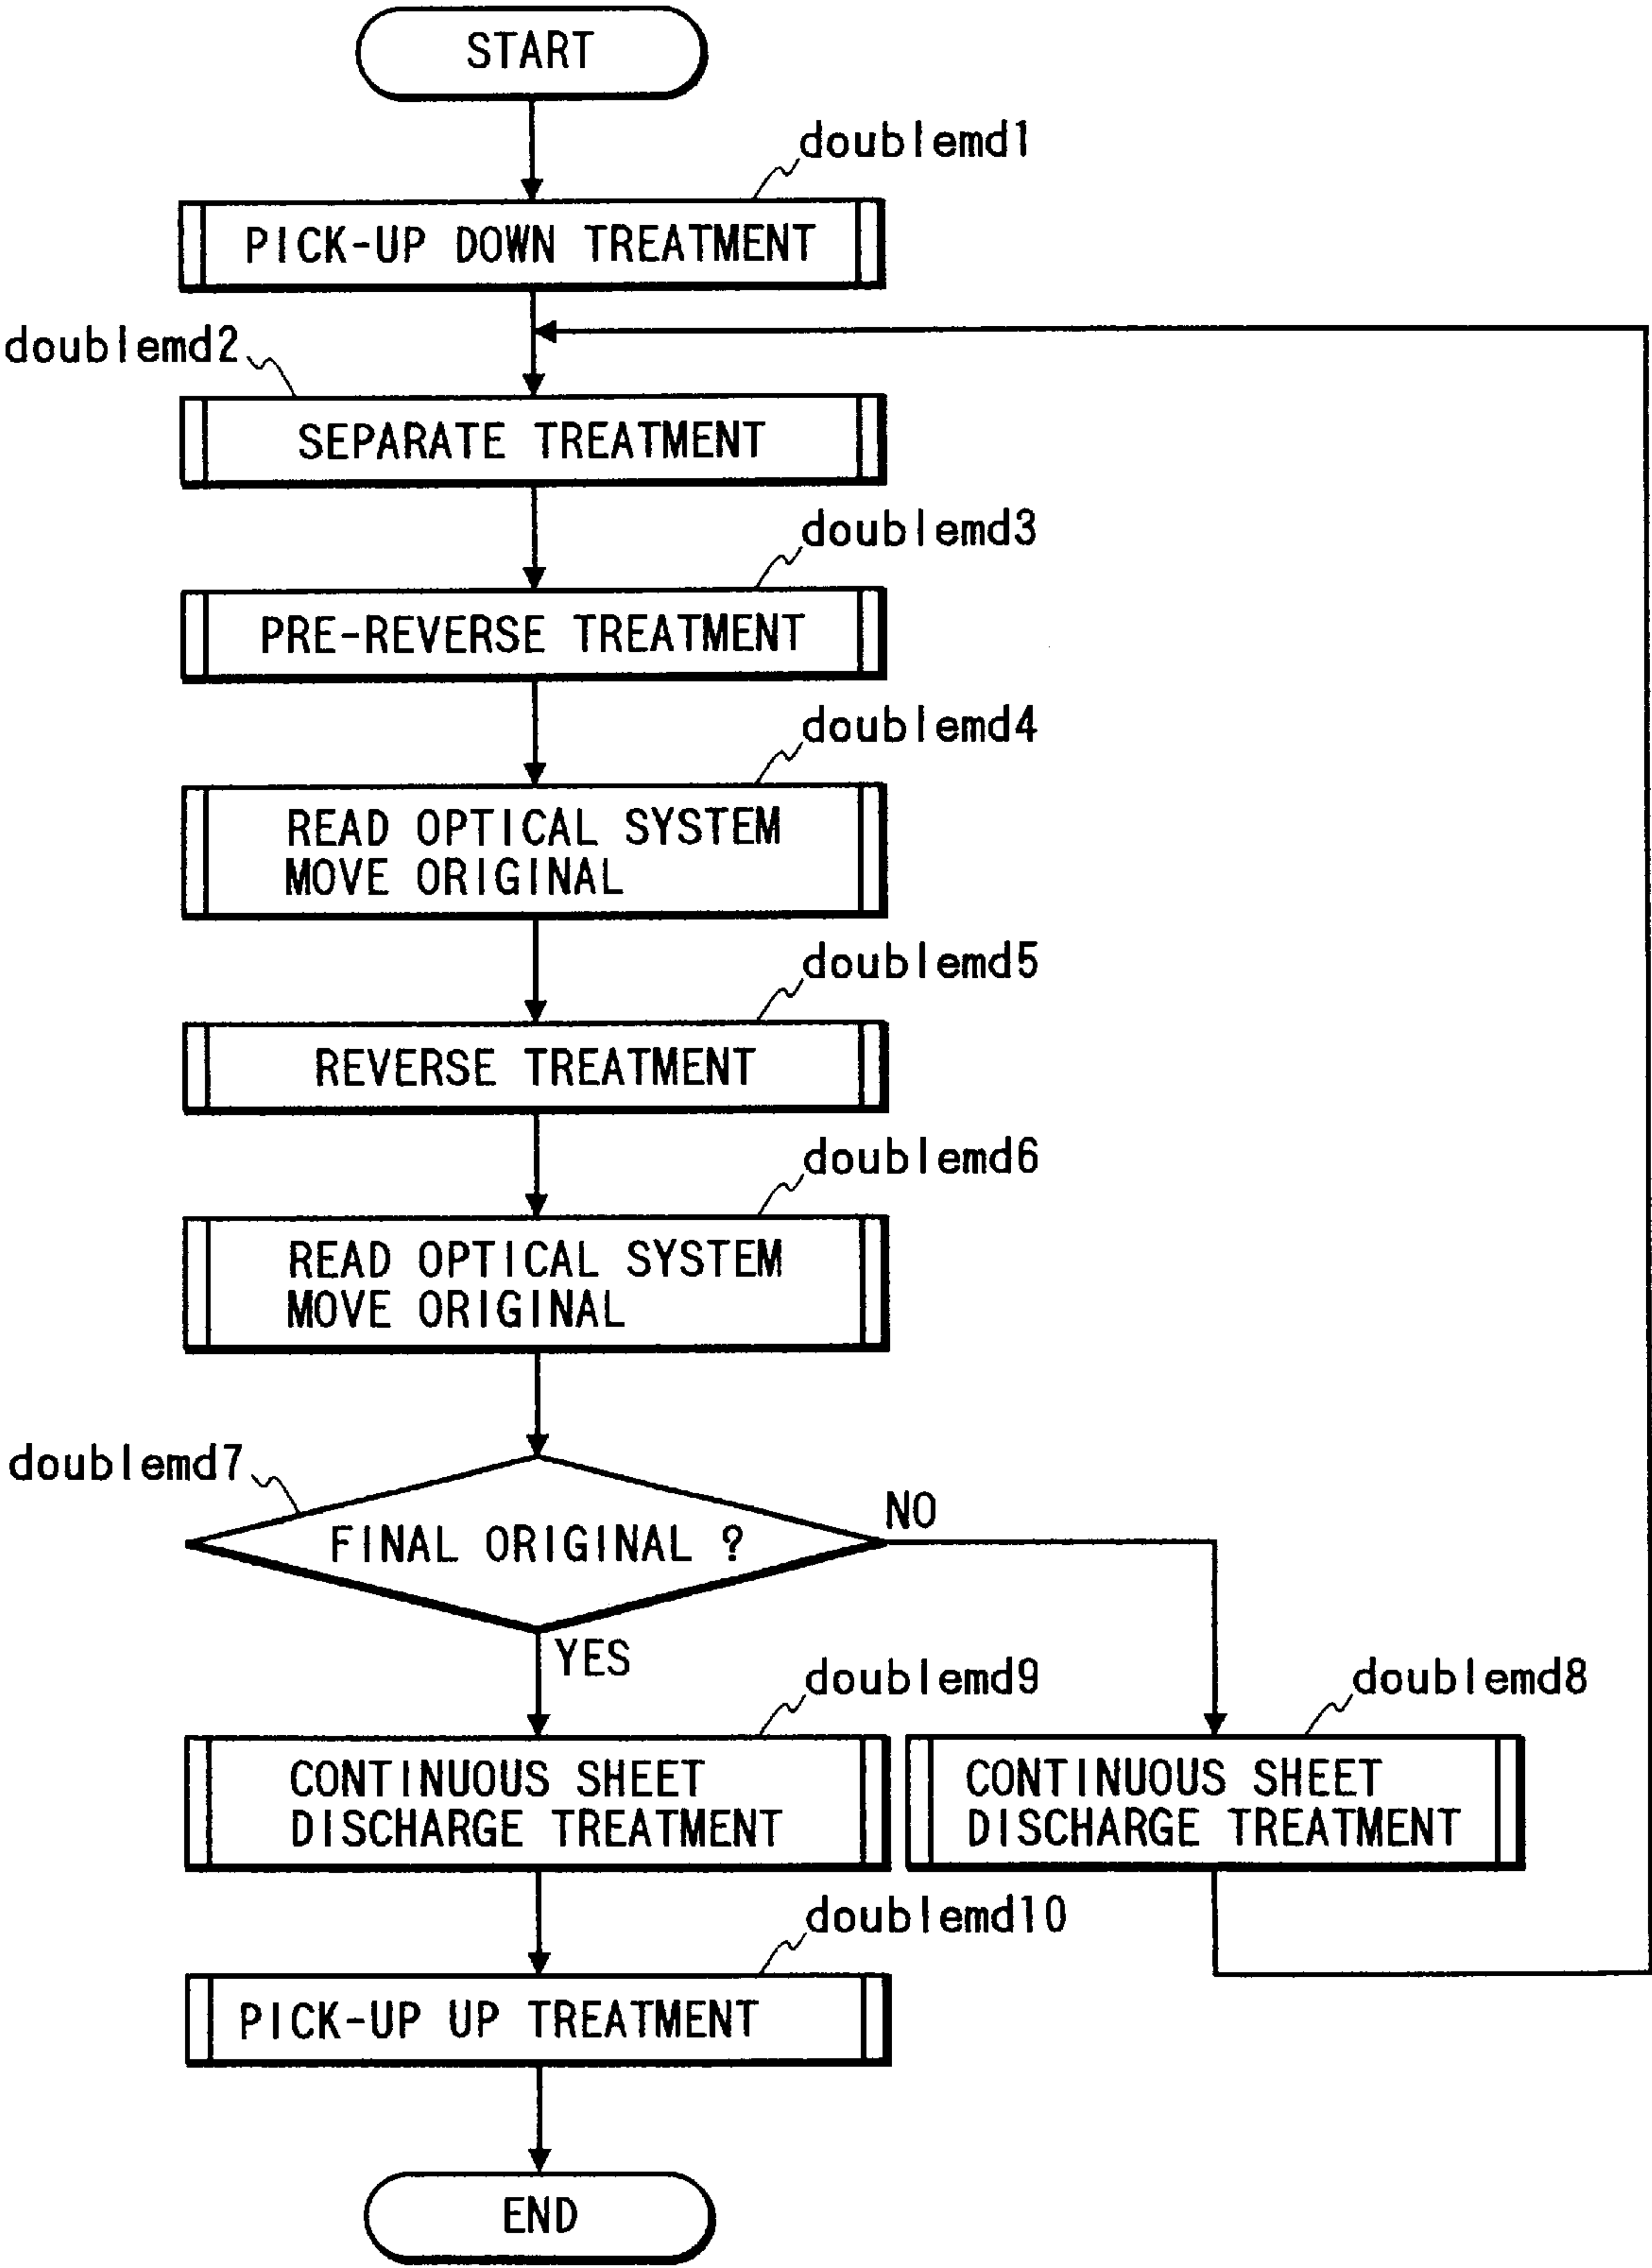 START
doublemd1
PICK-UP DOWN TREATMENT
doublemd2
SEPARATE TREATMENT
doublemd3
PRE-REVERSE TREATMENT
doublemd4
READ OPTICAL SYSTEM
MOVE ORIGINAL
doublemd5
REVERSE TREATMENT
doublemd6
READ OPTICAL SYSTEM
MOVE ORIGINAL
doublemd7
FINAL ORIGINAL ?
NO
YES
doublemd9
CONTINUOUS SHEET
DISCHARGE TREATMENT
doublemd8
CONTINUOUS SHEET
DISCHARGE TREATMENT
doublemd10
PICK-UP UP TREATMENT
END